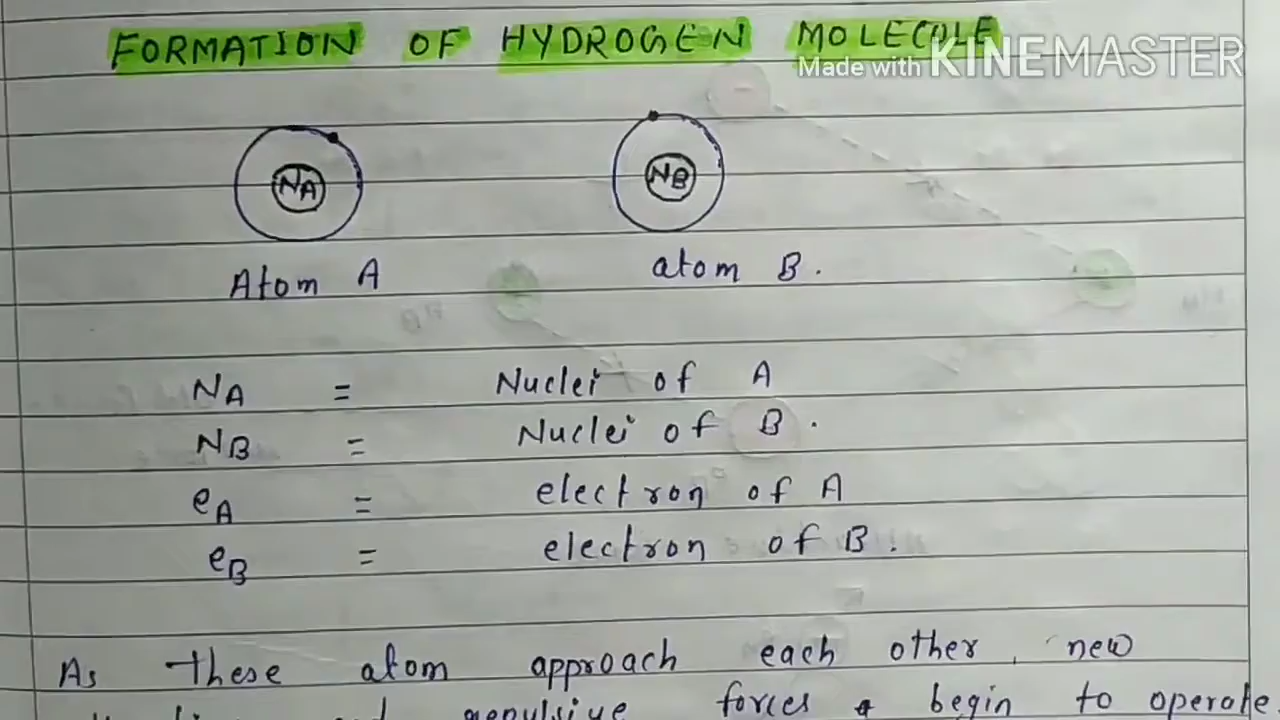 FORMATION OF HYDROGEN MOLECULE
Made with KINEMASTER
NA
NB
Atom A
atom B.
NA = Nuclei of A
NB = Nuclei of B.
eA = electron of A
eB = electron of B.
As these atom approach each other, new
repulsive forces begin to operate